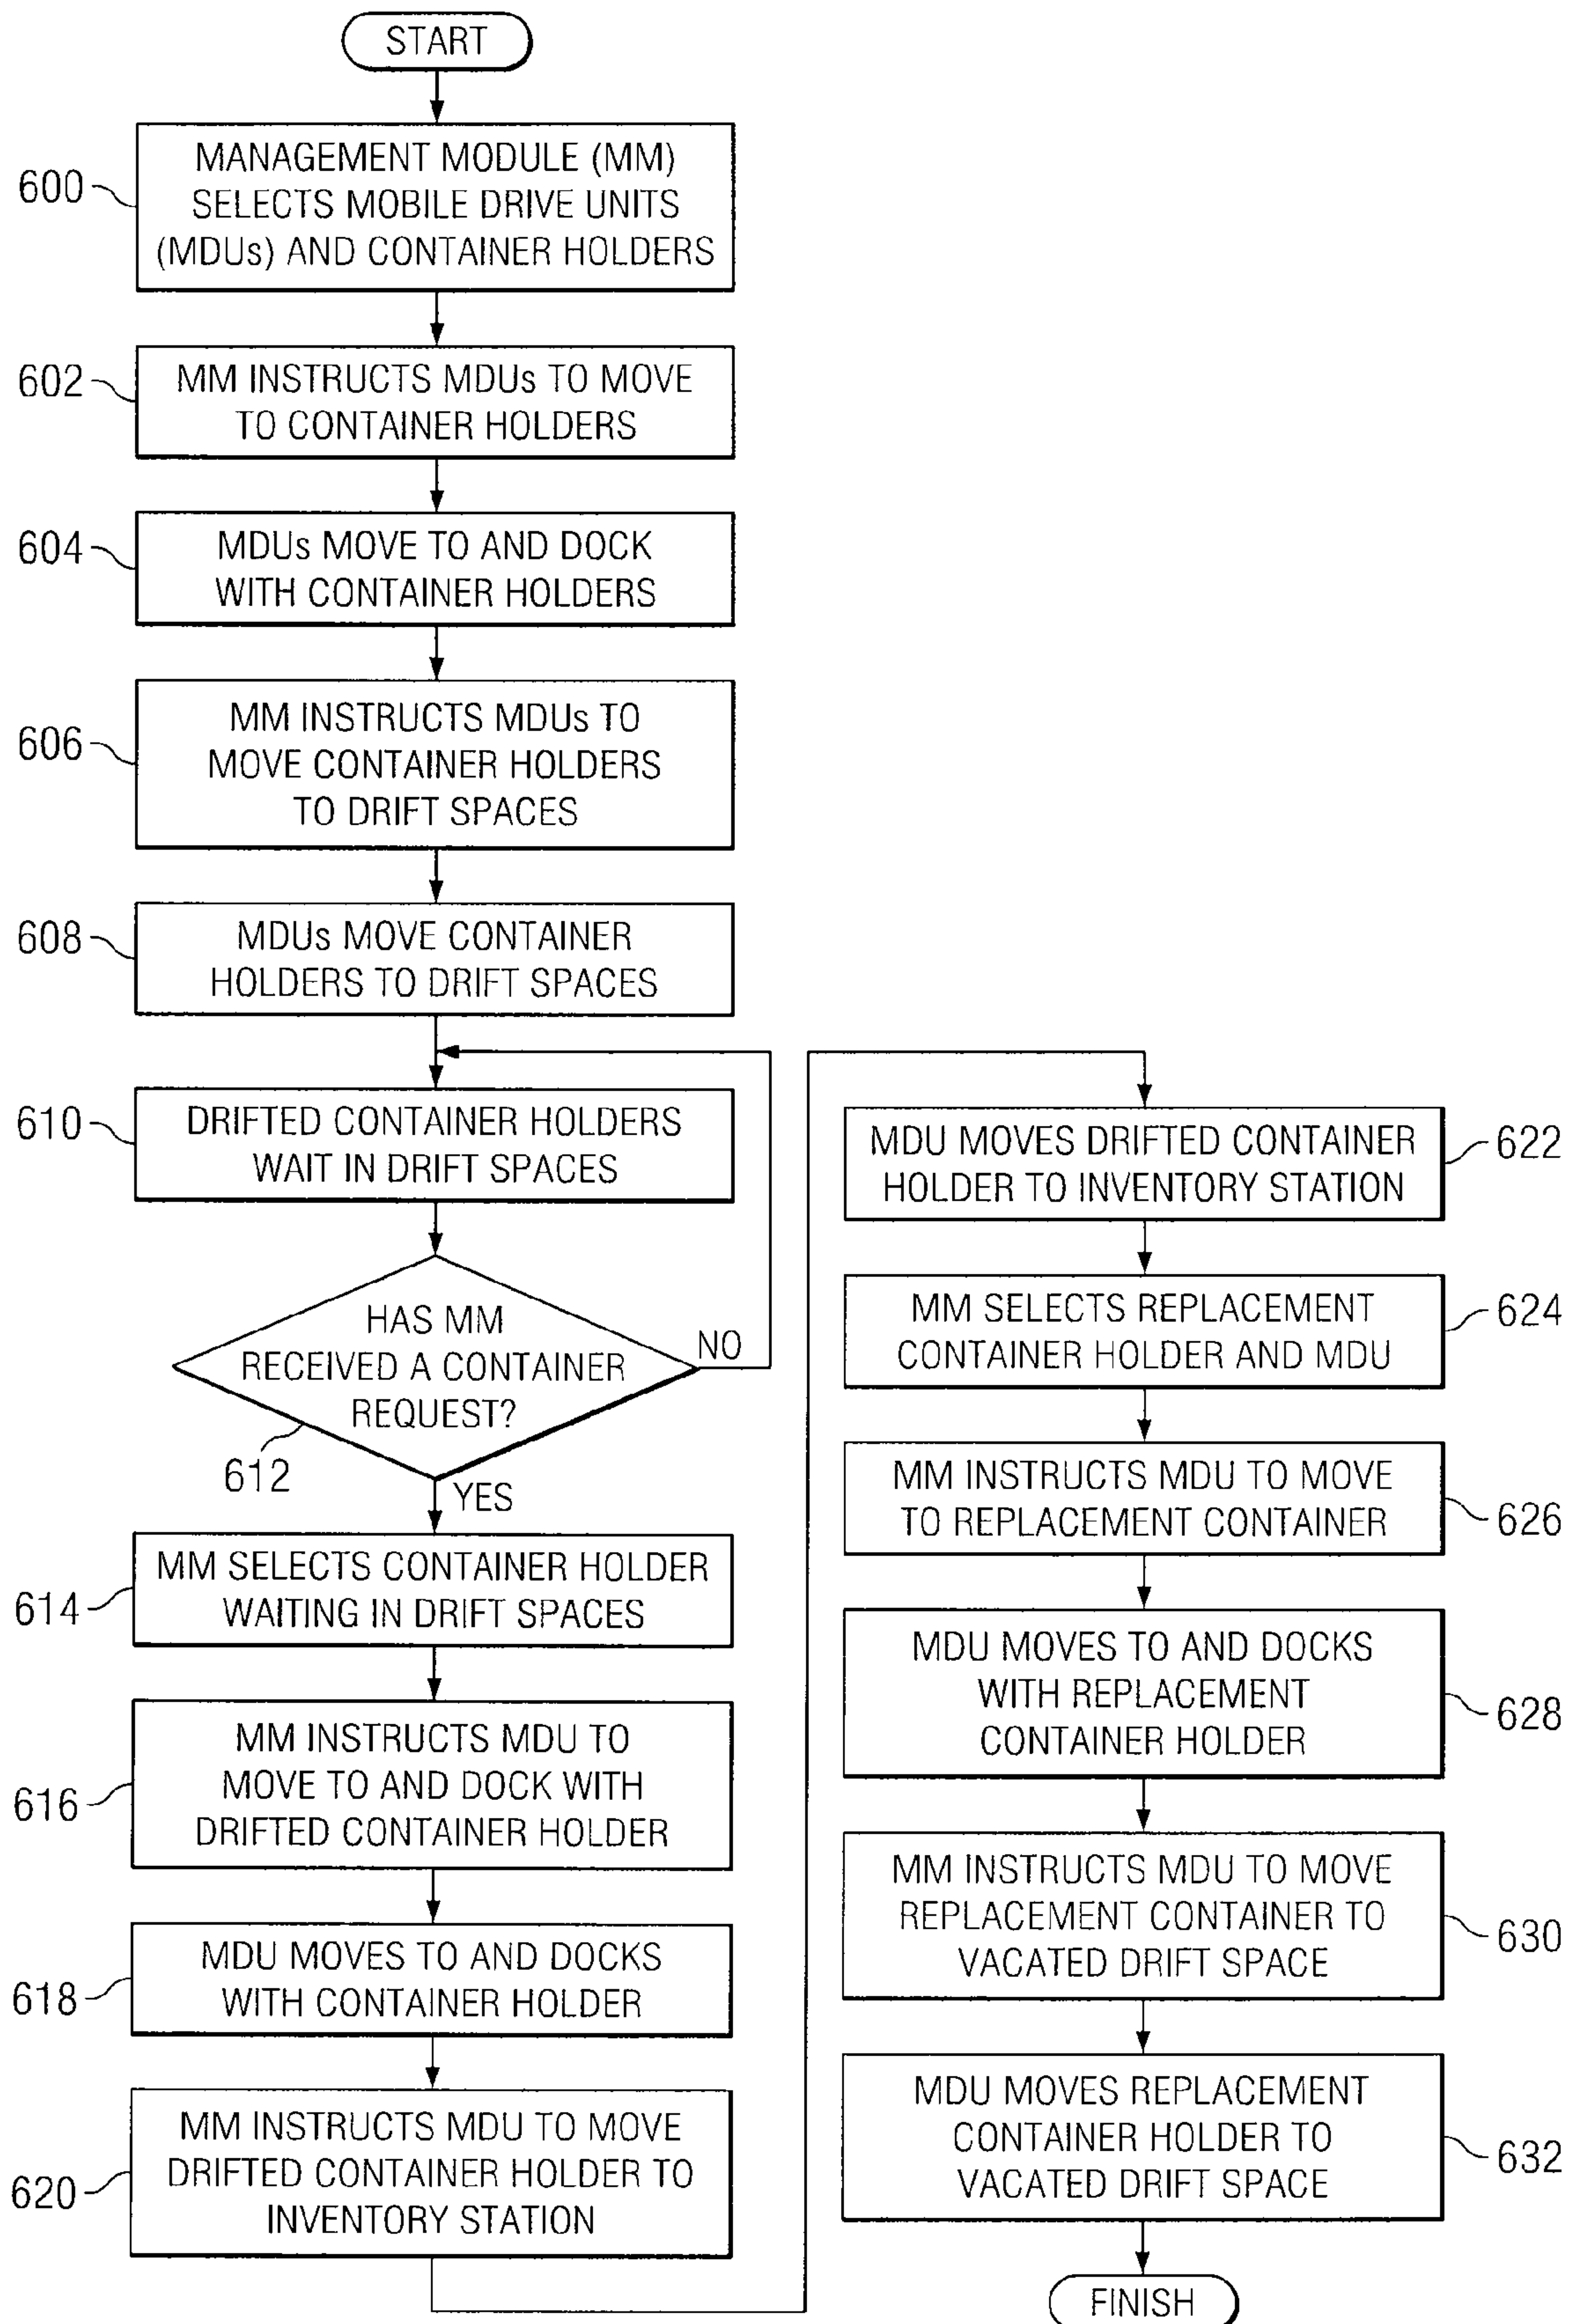 START
600
MANAGEMENT MODULE (MM)
SELECTS MOBILE DRIVE UNITS
(MDUs) AND CONTAINER HOLDERS
602
MM INSTRUCTS MDUs TO MOVE
TO CONTAINER HOLDERS
604
MDUs MOVE TO AND DOCK
WITH CONTAINER HOLDERS
606
MM INSTRUCTS MDUs TO
MOVE CONTAINER HOLDERS
TO DRIFT SPACES
608
MDUs MOVE CONTAINER
HOLDERS TO DRIFT SPACES
610
DRIFTED CONTAINER HOLDERS
WAIT IN DRIFT SPACES
HAS MM
RECEIVED A CONTAINER
REQUEST?
NO
612
YES
614
MM SELECTS CONTAINER HOLDER
WAITING IN DRIFT SPACES
616
MM INSTRUCTS MDU TO
MOVE TO AND DOCK WITH
DRIFTED CONTAINER HOLDER
618
MDU MOVES TO AND DOCKS
WITH CONTAINER HOLDER
620
MM INSTRUCTS MDU TO MOVE
DRIFTED CONTAINER HOLDER TO
INVENTORY STATION
MDU MOVES DRIFTED CONTAINER
HOLDER TO INVENTORY STATION
622
MM SELECTS REPLACEMENT
CONTAINER HOLDER AND MDU
624
MM INSTRUCTS MDU TO MOVE
TO REPLACEMENT CONTAINER
626
MDU MOVES TO AND DOCKS
WITH REPLACEMENT
CONTAINER HOLDER
628
MM INSTRUCTS MDU TO MOVE
REPLACEMENT CONTAINER TO
VACATED DRIFT SPACE
630
MDU MOVES REPLACEMENT
CONTAINER HOLDER TO
VACATED DRIFT SPACE
632
FINISH